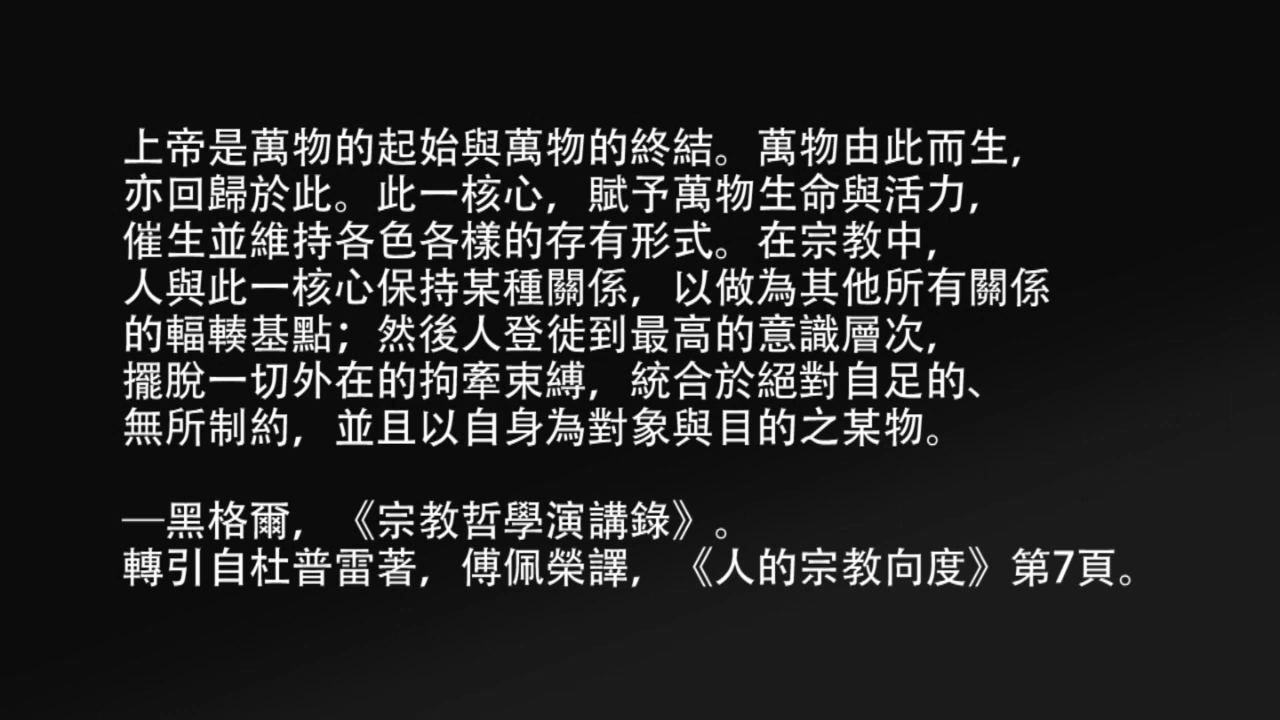 上帝是萬物的起始與萬物的終結。萬物由此而生,
亦回歸於此。此一核心, 賦予萬物生命與活力,
催生並維持各色各樣的存有形式。在宗教中,
人與此一核心保持某種關係, 以做為其他所有關係
的輻輳基點; 然後人登徙到最高的意識層次,
擺脫一切外在的拘牽束縛, 統合於絕對自足的、
無所制約, 並且以自身為對象與目的之某物。
—黑格爾, 《宗教哲學演講錄》。
轉引自杜普雷著, 傅佩榮譯, 《人的宗教向度》第7頁。